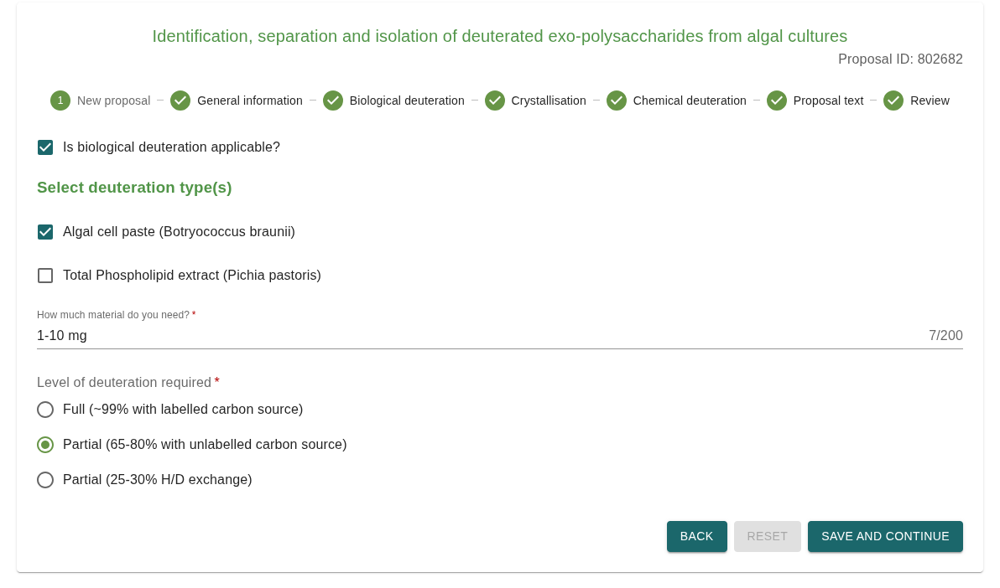 Identification, separation and isolation of deuterated exo-polysaccharides from algal cultures
Proposal ID: 802682
1 New proposal General information Biological deuteration Crystallisation Chemical deuteration Proposal text Review
Is biological deuteration applicable?
Select deuteration type(s)
Algal cell paste (Botryococcus braunii)
Total Phospholipid extract (Pichia pastoris)
How much material do you need? *
1-10 mg 7/200
Level of deuteration required *
Full (~99% with labelled carbon source)
Partial (65-80% with unlabelled carbon source)
Partial (25-30% H/D exchange)
BACK RESET SAVE AND CONTINUE